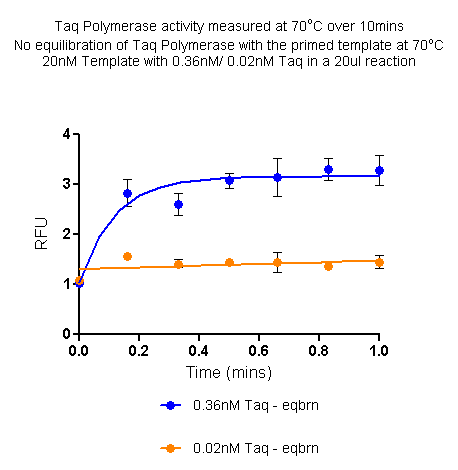 Taq Polymerase activity measured at 70°C over 10mins
No equilibration of Taq Polymerase with the primed template at 70°C
20nM Template with 0.36nM/ 0.02nM Taq in a 20ul reaction
4
3
2
1
0
RFU
0.0 0.2 0.4 0.6 0.8 1.0
Time (mins)
0.36nM Taq - eqbrn
0.02nM Taq - eqbrn